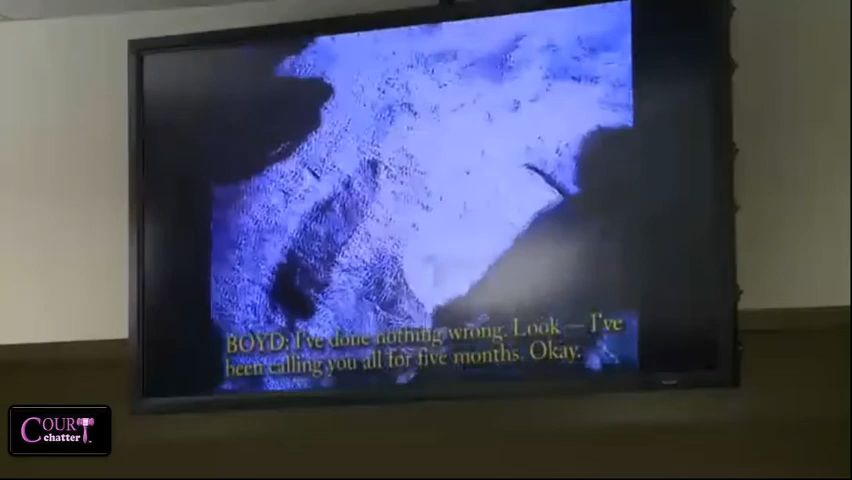 BOYD: I've done nothing wrong. Look — I've
been calling you all for five months. Okay.
COURT
chatter